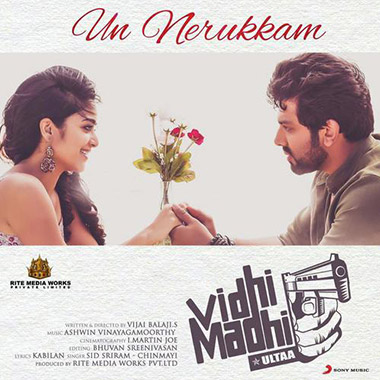 Un Nerukkam
RITE MEDIA WORKS
PRIVATE LIMITED
Vidhi
Madhi
★ULTAA
WRITTEN & DIRECTED BY VIJAI BALAJI.S
MUSIC ASHWIN VINAYAGAMOORTHY
CINEMATOGRAPHY I.MARTIN JOE
EDITING BHUVAN SREENIVASAN
LYRICS KABILAN SINGER SID SRIRAM - CHINMAYI
PRODUCED BY RITE MEDIA WORKS PVT.LTD
SONY MUSIC